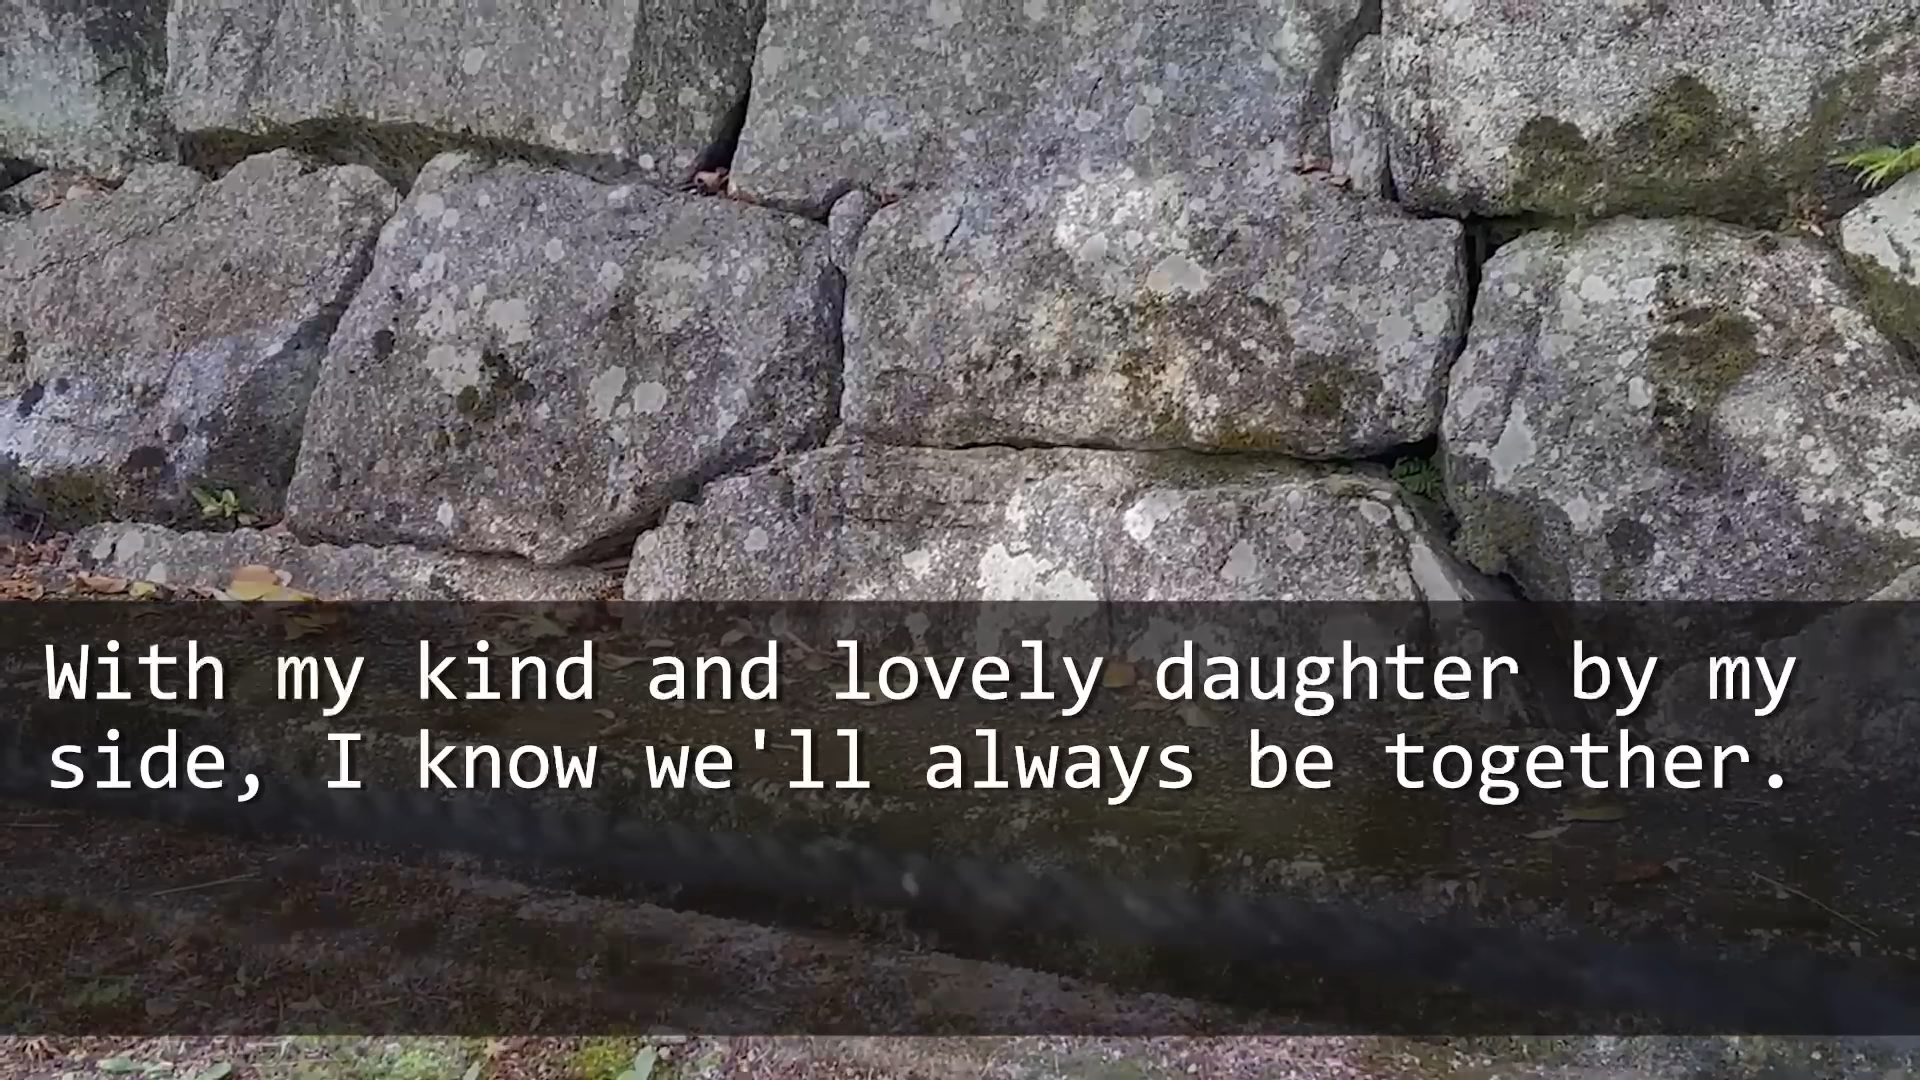 With my kind and lovely daughter by my
side, I know we'll always be together.